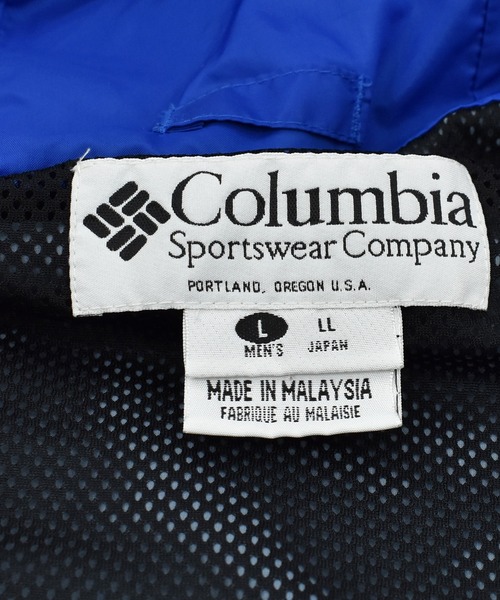 Columbia
Sportswear Company
PORTLAND, OREGON U.S.A.
L LL
MEN'S JAPAN
MADE IN MALAYSIA
FABRIQUE AU MALAISIE